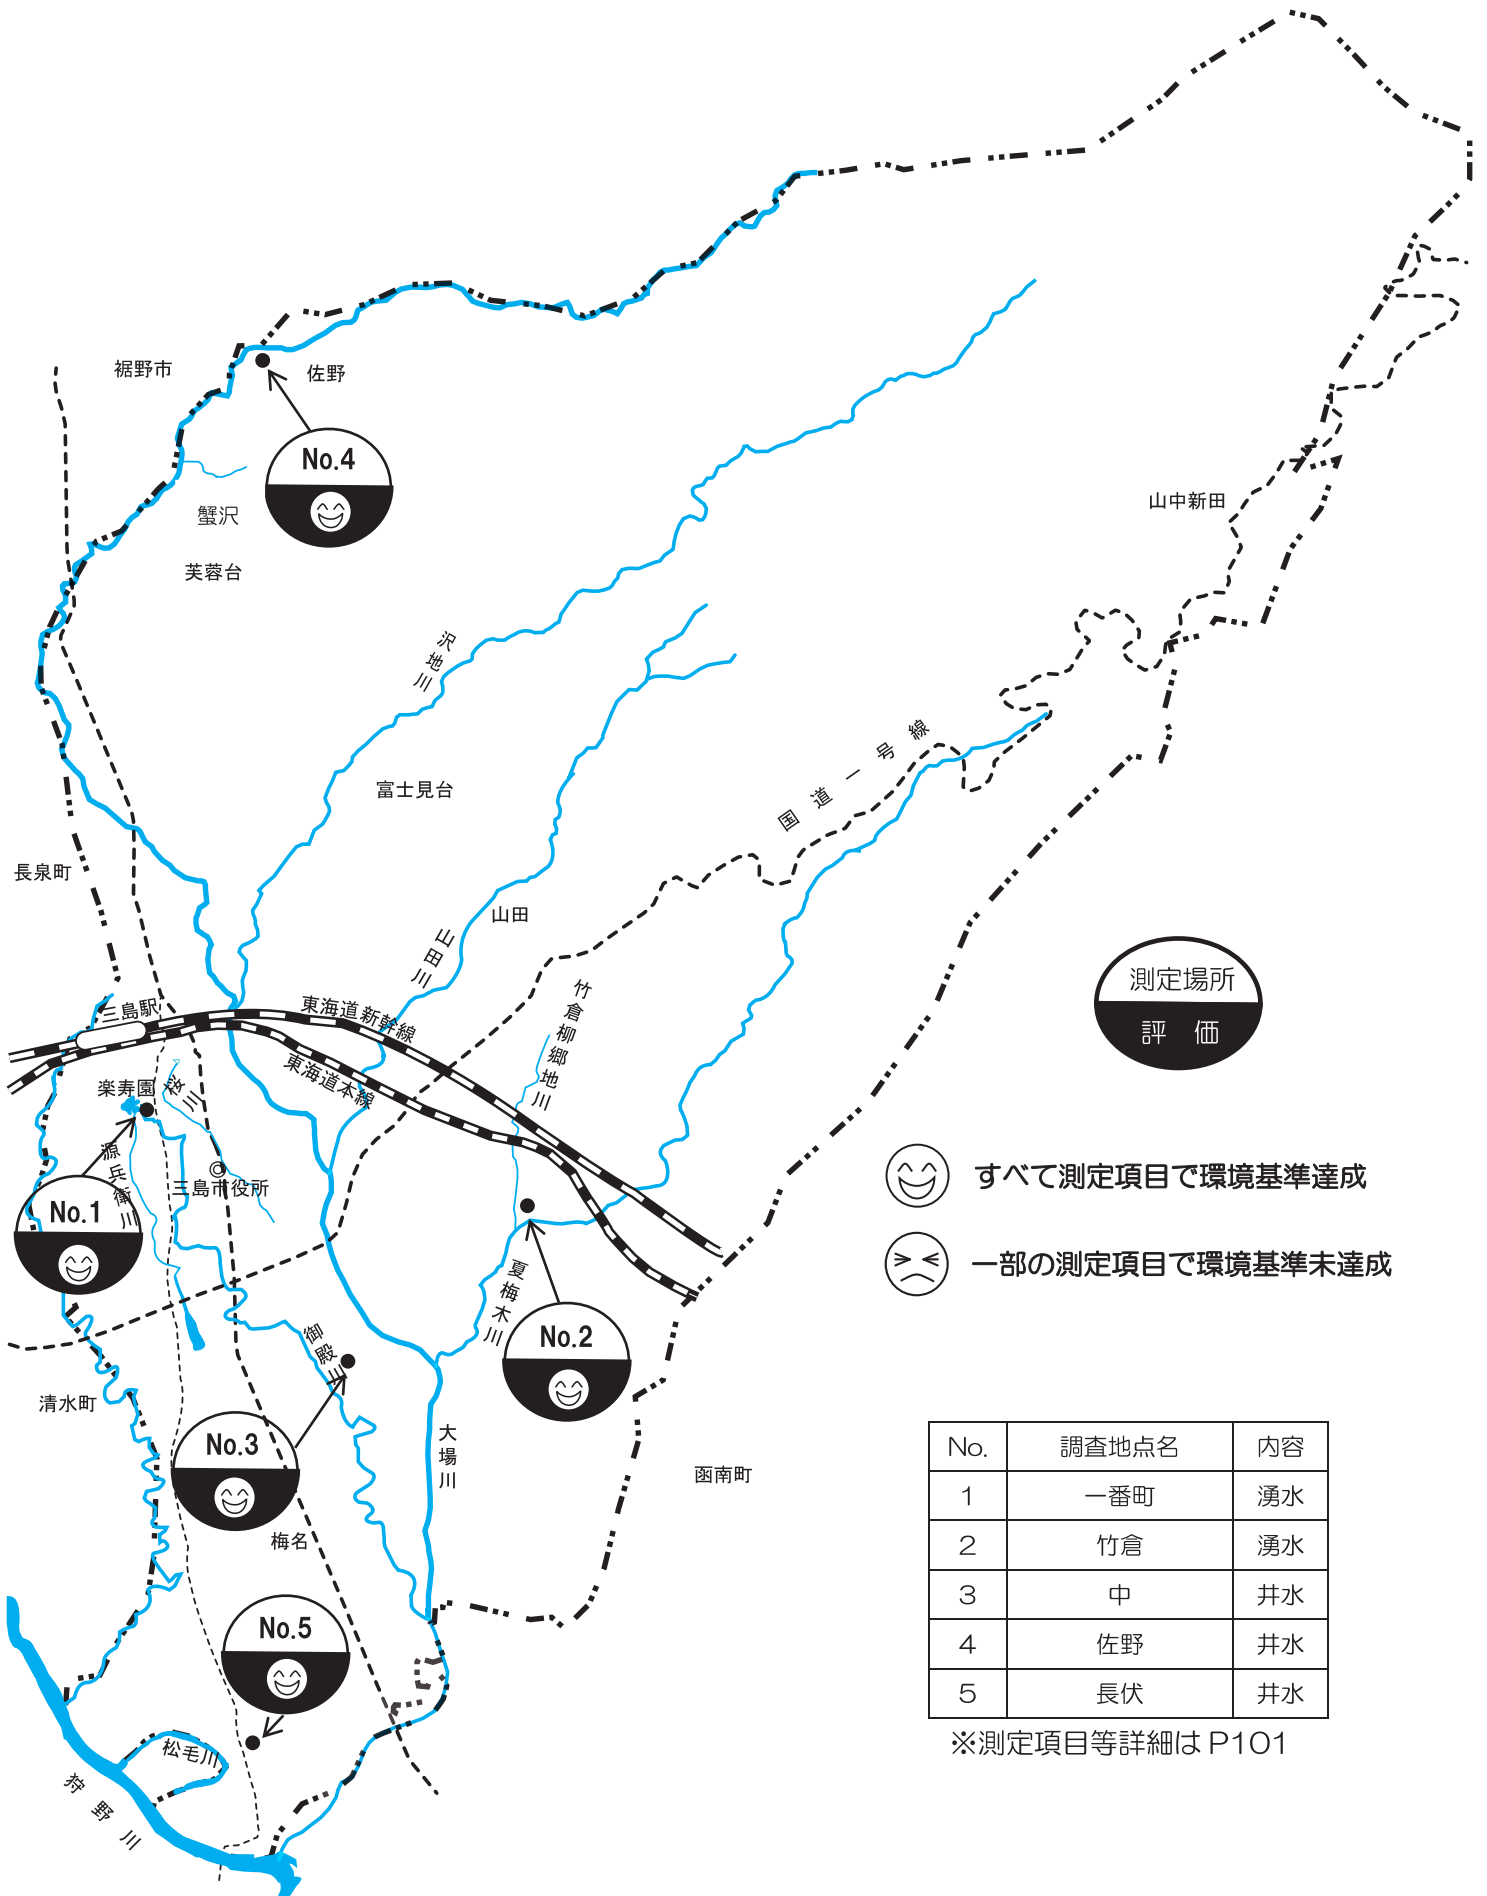 裾野市
佐野
No.4
蟹沢
芙蓉台
山中新田
沢地川
国道一号線
富士見台
長泉町
山田
山田川
竹倉柳郷地川
三島駅
東海道新幹線
東海道本線
楽寿園
桜川
源兵衛川
三島市役所
No.1
夏梅木川
No.2
御殿川
清水町
大場川
No.3
函南町
梅名
No.5
松毛川
狩野川
測定場所
評 価
すべて測定項目で環境基準達成
一部の測定項目で環境基準未達成
No. 調査地点名 内容
1 一番町 湧水
2 竹倉 湧水
3 中 井水
4 佐野 井水
5 長伏 井水
※測定項目等詳細は P101